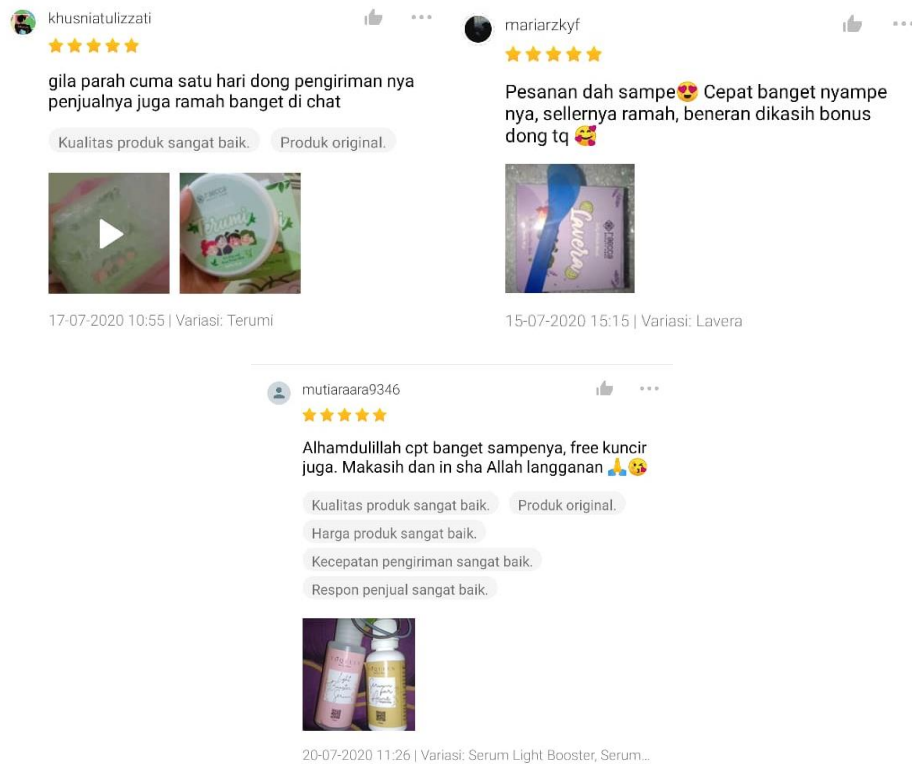 khusniatulizzati
gila parah cuma satu hari dong pengiriman nya
penjualnya juga ramah banget di chat
Kualitas produk sangat baik. Produk original.
Terumi
17-07-2020 10:55 | Variasi: Terumi
mariarzkyf
Pesanan dah sampe😍 Cepat banget nyampe
nya, sellernya ramah, beneran dikasih bonus
dong tq 🥰
Lavera
15-07-2020 15:15 | Variasi: Lavera
mutiaraara9346
Alhamdulillah cpt banget sampenya, free kuncir
juga. Makasih dan in sha Allah langganan 🙏😘
Kualitas produk sangat baik. Produk original.
Harga produk sangat baik.
Kecepatan pengiriman sangat baik.
Respon penjual sangat baik.
Light
Booster
20-07-2020 11:26 | Variasi: Serum Light Booster, Serum...